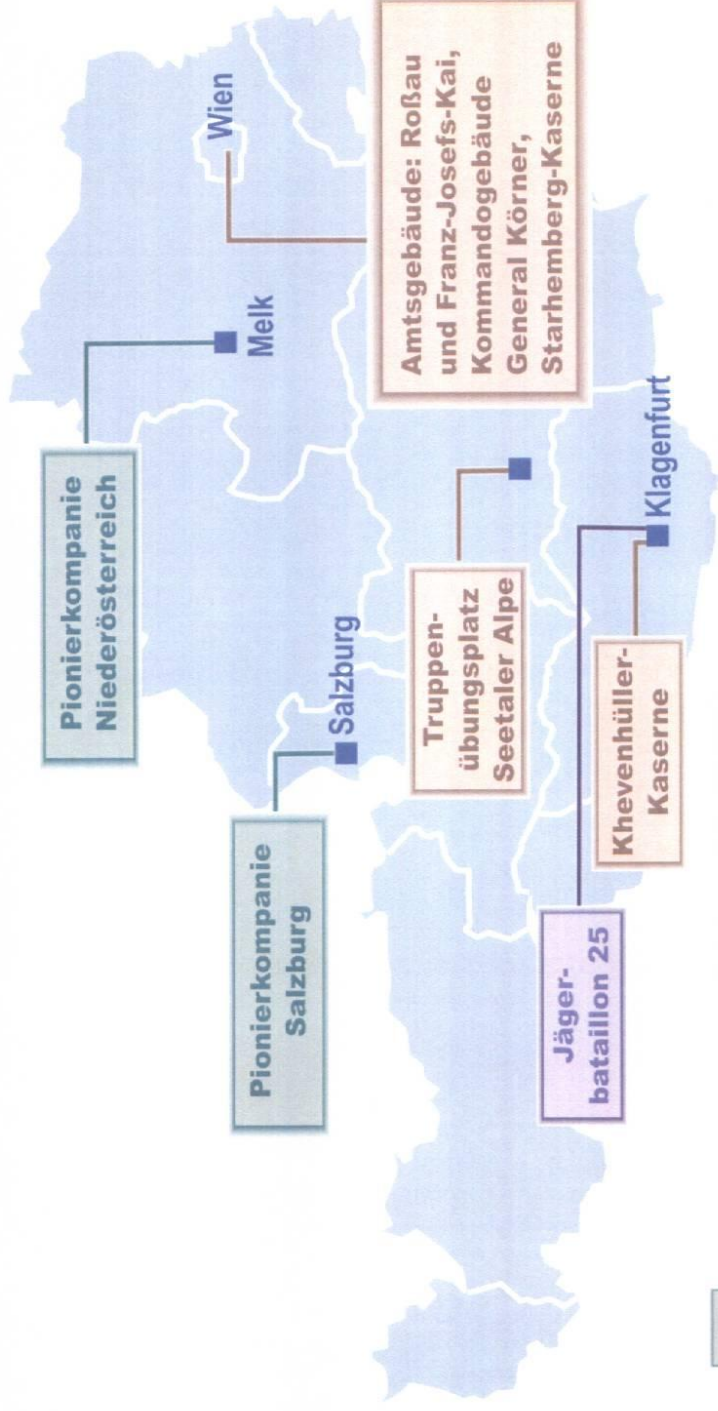 Pionierkompanie
Niederösterreich
Pionierkompanie
Salzburg
Wien
Melk
Salzburg
Amtsgebäude: Roßau
und Franz-Josefs-Kai,
Kommandogebäude
General Körner,
Starhemberg-Kaserne
Truppen-
übungsplatz
Seetaler Alpe
Klagenfurt
Khevenhüller-
Kaserne
Jäger-
bataillon 25